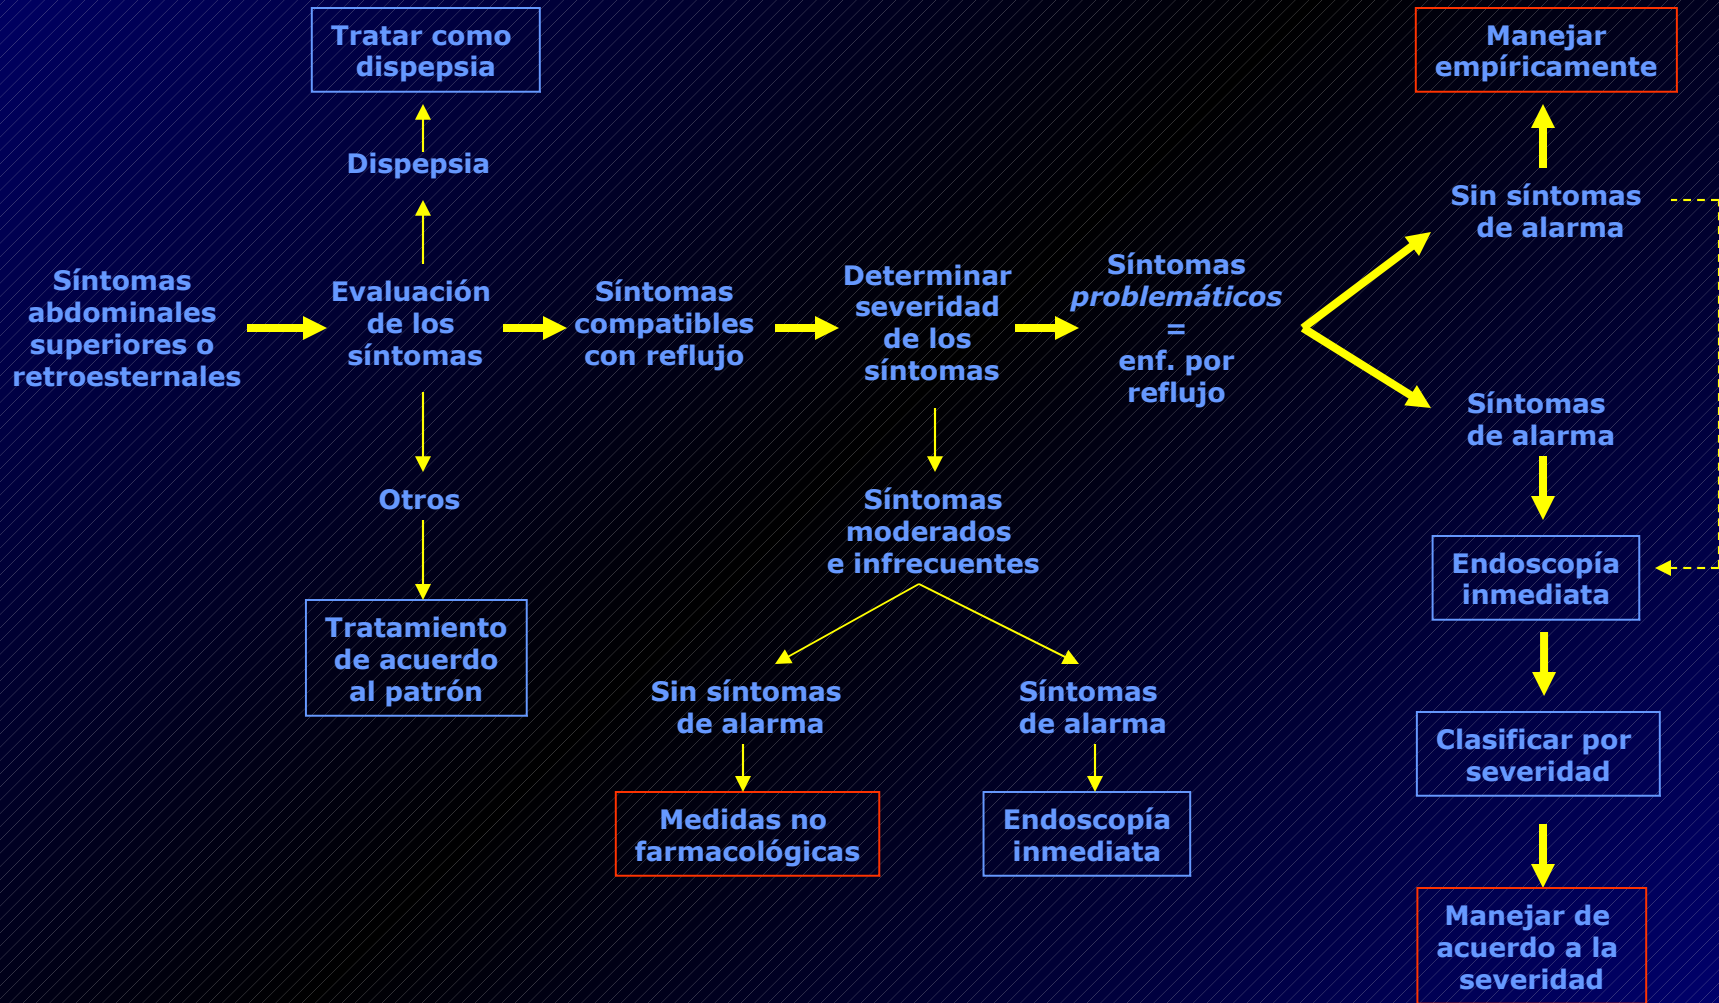 Tratar como
dispepsia
Dispepsia
Síntomas
abdominales
superiores o
retroesternales
Evaluación
de los
síntomas
Otros
Tratamiento
de acuerdo
al patrón
Síntomas
compatibles
con reflujo
Determinar
severidad
de los
síntomas
Síntomas
moderados
e infrecuentes
Sin síntomas
de alarma
Medidas no
farmacológicas
Síntomas
de alarma
Endoscopía
inmediata
Síntomas
problemáticos
=
enf. por
reflujo
Manejar
empíricamente
Sin síntomas
de alarma
Síntomas
de alarma
Endoscopía
inmediata
Clasificar por
severidad
Manejar de
acuerdo a la
severidad